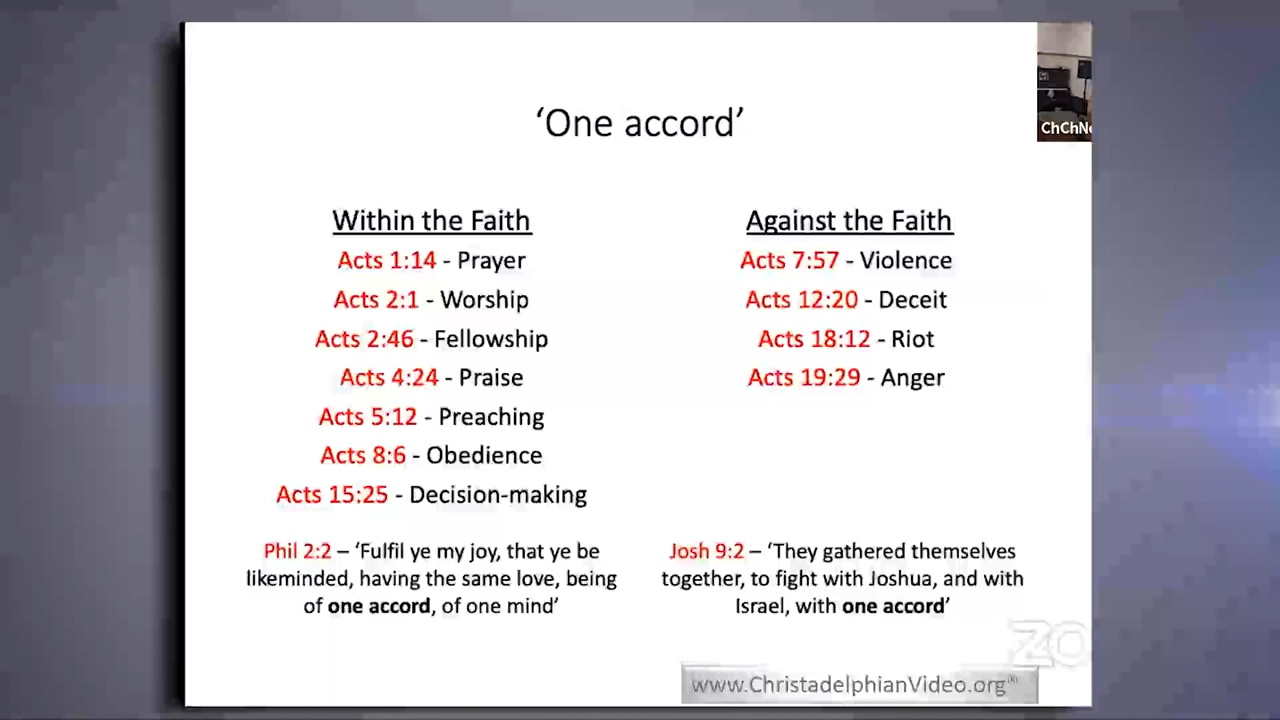 ‘One accord’
ChChNe
Within the Faith
Acts 1:14 - Prayer
Acts 2:1 - Worship
Acts 2:46 - Fellowship
Acts 4:24 - Praise
Acts 5:12 - Preaching
Acts 8:6 - Obedience
Acts 15:25 - Decision-making
Phil 2:2 – ‘Fulfil ye my joy, that ye be
likeminded, having the same love, being
of one accord, of one mind’
Against the Faith
Acts 7:57 - Violence
Acts 12:20 - Deceit
Acts 18:12 - Riot
Acts 19:29 - Anger
Josh 9:2 – ‘They gathered themselves
together, to fight with Joshua, and with
Israel, with one accord’
ZO
www.ChristadelphianVideo.org